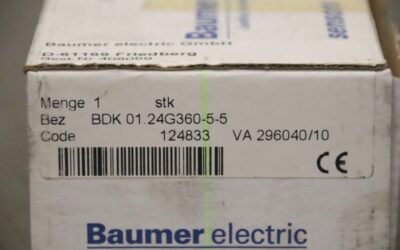 Baumer electric GmbH
D-61169 Friedberg
sensors
Menge 1 stk
Bez BDK 01.24G360-5-5
Code 124833 VA 296040/10
CE
Baumer electric